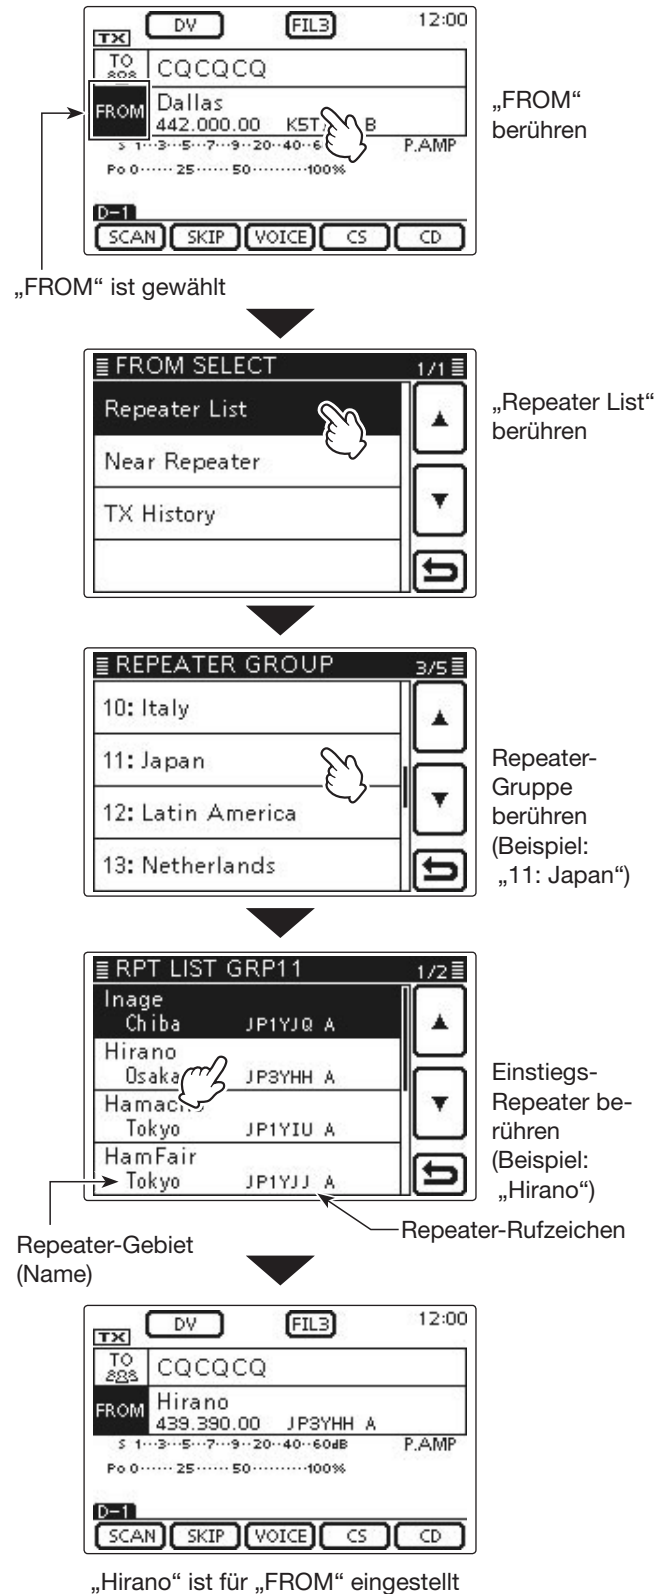 DV FIL3 12:00
TX
TO CQCQCQ
FROM Dallas
442.000.00 B
„FROM“
berühren
P.AMP
Po 0 25 50 100%
D-1
SCAN SKIP VOICE CS CD
„FROM“ ist gewählt
FROM SELECT 1/1
Repeater List
Near Repeater
TX History
„Repeater List“
berühren
REPEATER GROUP 3/5
10: Italy
11: Japan
12: Latin America
13: Netherlands
Repeater-
Gruppe
berühren
(Beispiel:
„11: Japan“)
RPT LIST GRP11 1/2
Inage
Chiba JP1YJQ A
Hirano
Osaka JP3YHH A
Tokyo JP1YIU A
HamFair
Tokyo JP1YJJ A
Einstiegs-
Repeater be-
rühren
(Beispiel:
„Hirano“)
Repeater-Rufzeichen
Repeater-Gebiet
(Name)
DV FIL3 12:00
TX
TO CQCQCQ
FROM Hirano
439.390.00 JP3YHH A
S 1··3··5··7··9··20··40··60dB P.AMP
Po 0 25 50 100%
D-1
SCAN SKIP VOICE CS CD
„Hirano“ ist für „FROM“ eingestellt